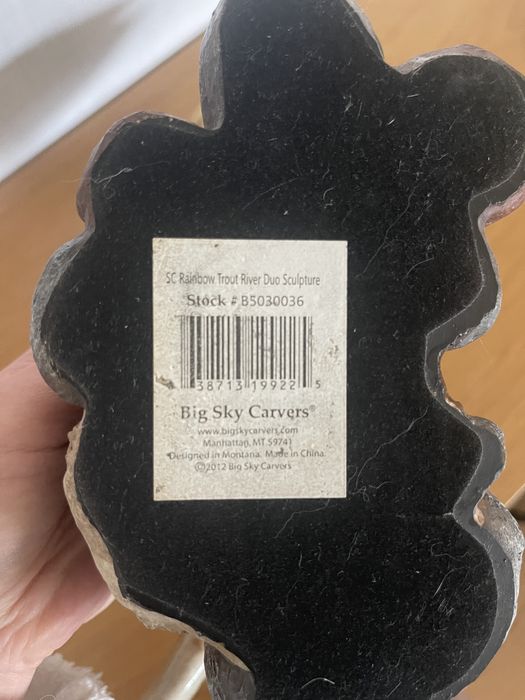 SC Rainbow Trout River Duo Sculpture
Stock # B5030036
38713 19922 5
Big Sky Carvers®
www.bigskycarvers.com
Manhattan, MT 59741
Designed in Montana. Made in China.
©2012 Big Sky Carvers